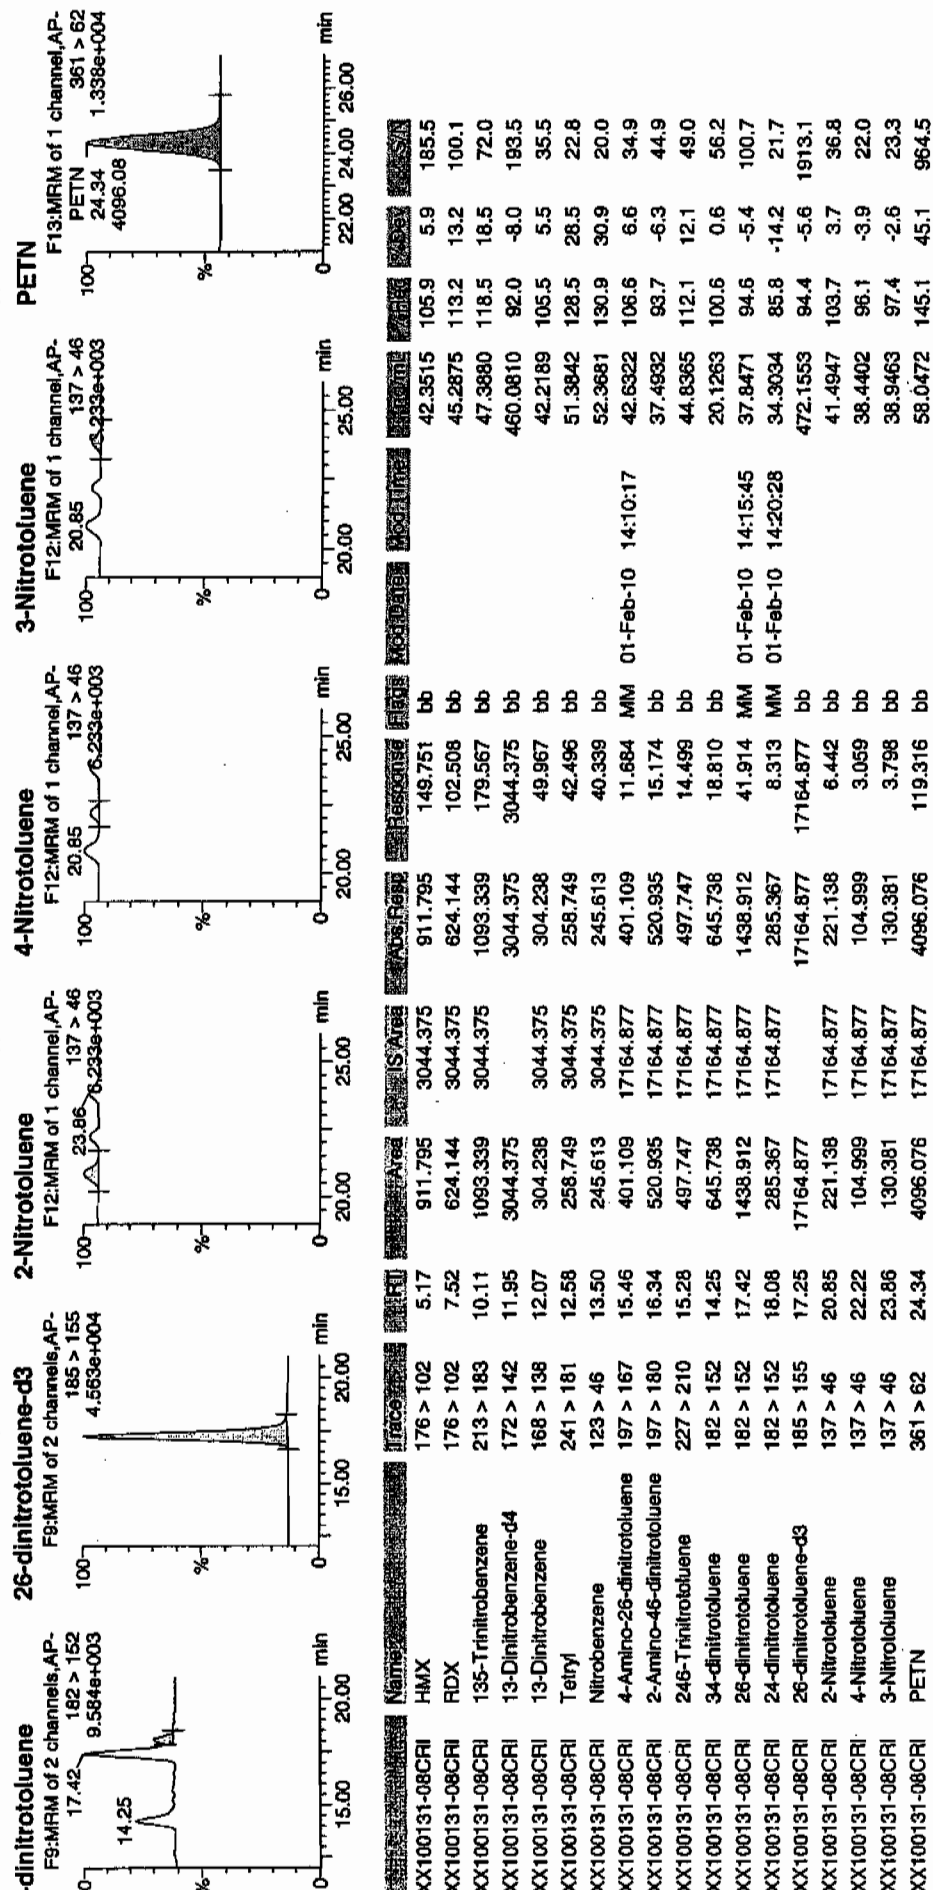 -dinitrotoluene
F9:MRM of 2 channels,AP-
182 > 152
9.584e+003
17.42
14.25
%
0
15.00
20.00
min
26-dinitrotoluene-d3
F9:MRM of 2 channels,AP-
185 > 155
4.563e+004
100
%
0
15.00
20.00
min
2-Nitrotoluene
F12:MRM of 1 channel,AP-
137 > 46
6.233e+003
23.86
100
%
0
20.00
25.00
min
4-Nitrotoluene
F12:MRM of 1 channel,AP-
137 > 46
6.233e+003
20.85
100
%
0
20.00
25.00
min
3-Nitrotoluene
F12:MRM of 1 channel,AP-
137 > 46
6.233e+003
20.85
100
%
0
20.00
25.00
min
PETN
F13:MRM of 1 channel,AP-
361 > 62
1.338e+004
PETN
24.34
4096.08
100
%
0
22.00
24.00
26.00
min
Name Trace RT Area IS Area Abs.Resp Response Flags Mod.Date Mod.Time %Dev S/N
XX100131-08CRI HMX 176 > 102 5.17 911.795 3044.375 911.795 149.751 bb 42.3515 105.9 5.9 185.5
XX100131-08CRI RDX 176 > 102 7.52 624.144 3044.375 624.144 102.508 bb 45.2875 113.2 13.2 100.1
XX100131-08CRI 135-Trinitrobenzene 213 > 183 10.11 1093.339 3044.375 1093.339 179.567 bb 47.3880 118.5 18.5 72.0
XX100131-08CRI 13-Dinitrobenzene-d4 172 > 142 11.95 3044.375 3044.375 3044.375 bb 460.0810 92.0 -8.0 193.5
XX100131-08CRI 13-Dinitrobenzene 168 > 138 12.07 304.238 3044.375 304.238 49.967 bb 42.2189 105.5 5.5 35.5
XX100131-08CRI Tetryl 241 > 181 12.58 258.749 3044.375 258.749 42.496 bb 51.3842 128.5 28.5 22.8
XX100131-08CRI Nitrobenzene 123 > 46 13.50 245.613 3044.375 245.613 40.339 bb 52.3681 130.9 30.9 20.0
XX100131-08CRI 4-Amino-26-dinitrotoluene 197 > 167 15.46 401.109 17164.877 401.109 11.684 MM 01-Feb-10 14:10:17 42.6322 106.6 6.6 34.9
XX100131-08CRI 2-Amino-46-dinitrotoluene 197 > 180 16.34 520.935 17164.877 520.935 15.174 bb 37.4932 93.7 -6.3 44.9
XX100131-08CRI 246-Trinitrotoluene 227 > 210 15.28 497.747 17164.877 497.747 14.499 bb 44.8365 112.1 12.1 49.0
XX100131-08CRI 34-dinitrotoluene 182 > 152 14.25 645.738 17164.877 645.738 18.810 bb 20.1263 100.6 0.6 56.2
XX100131-08CRI 26-dinitrotoluene 182 > 152 17.42 1438.912 17164.877 1438.912 41.914 MM 01-Feb-10 14:15:45 37.8471 94.6 -5.4 100.7
XX100131-08CRI 24-dinitrotoluene 182 > 152 18.08 285.367 17164.877 285.367 8.313 MM 01-Feb-10 14:20:28 34.3034 85.8 -14.2 21.7
XX100131-08CRI 26-dinitrotoluene-d3 185 > 155 17.25 17164.877 17164.877 17164.877 bb 472.1553 94.4 -5.6 1913.1
XX100131-08CRI 2-Nitrotoluene 137 > 46 20.85 221.138 17164.877 221.138 6.442 bb 41.4947 103.7 3.7 36.8
XX100131-08CRI 4-Nitrotoluene 137 > 46 22.22 104.999 17164.877 104.999 3.059 bb 38.4402 96.1 -3.9 22.0
XX100131-08CRI 3-Nitrotoluene 137 > 46 23.86 130.381 17164.877 130.381 3.798 bb 38.9463 97.4 -2.6 23.3
XX100131-08CRI PETN 361 > 62 24.34 4096.076 17164.877 4096.076 119.316 bb 58.0472 145.1 45.1 964.5